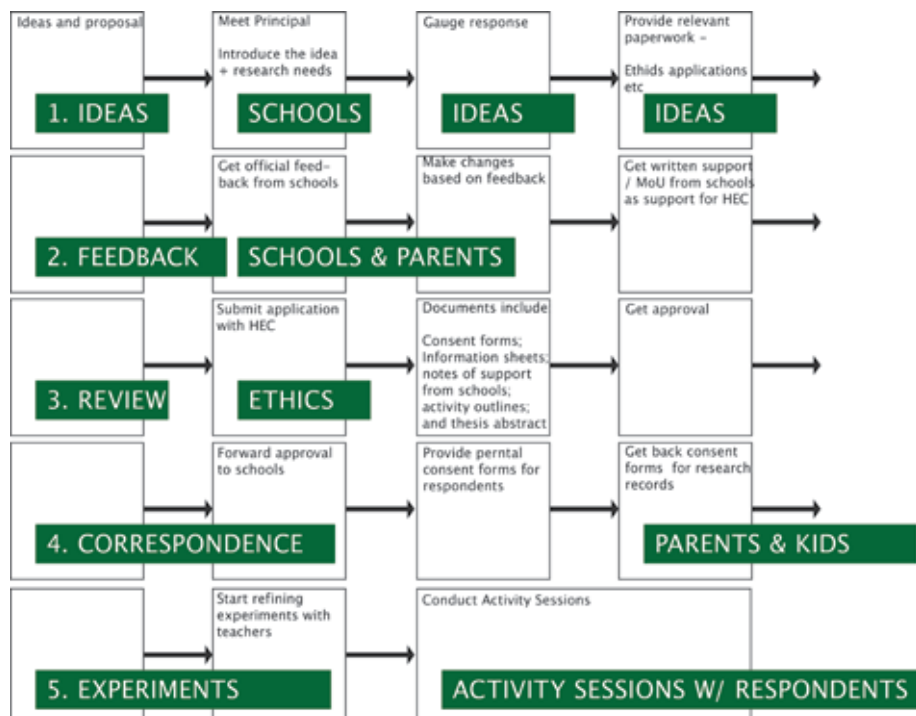 Ideas and proposal
Meet Principal
Introduce the idea
+ research needs
Gauge response
Provide relevant
paperwork –
Ethids applications
etc
1. IDEAS
SCHOOLS
IDEAS
IDEAS
Get official feed-
back from schools
Make changes
based on feedback
Get written support
/ MoU from schools
as support for HEC
2. FEEDBACK
SCHOOLS & PARENTS
Submit application
with HEC
Documents include
Consent forms;
Information sheets;
notes of support
from schools;
activity outlines;
and thesis abstract
Get approval
3. REVIEW
ETHICS
Forward approval
to schools
Provide perntal
consent forms for
respondents
Get back consent
forms for research
records
4. CORRESPONDENCE
PARENTS & KIDS
Start refining
experiments with
teachers
Conduct Activity Sessions
5. EXPERIMENTS
ACTIVITY SESSIONS W/ RESPONDENTS